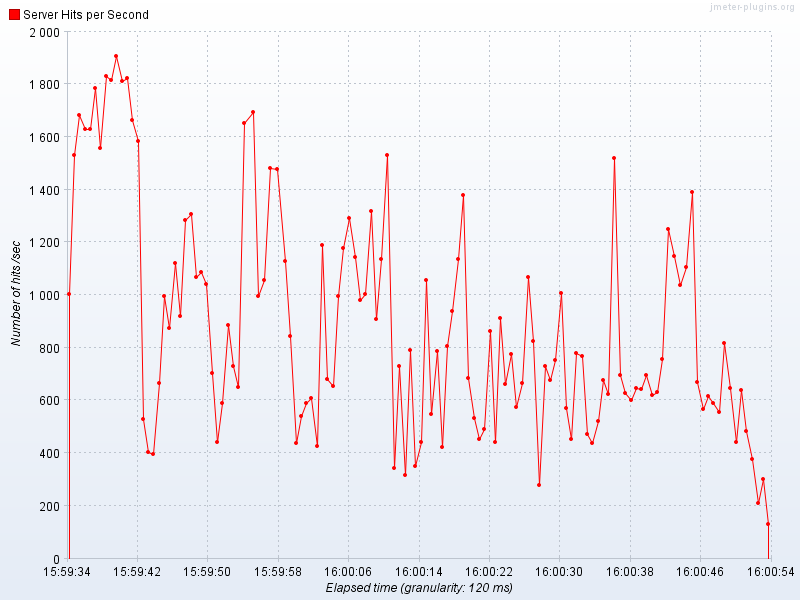 jmeter-plugins.org
Server Hits per Second
2 000
1 800
1 600
1 400
1 200
1 000
800
600
400
200
0
Number of hits /sec
15:59:34 15:59:42 15:59:50 15:59:58 16:00:06 16:00:14 16:00:22 16:00:30 16:00:38 16:00:46 16:00:54
Elapsed time (granularity: 120 ms)